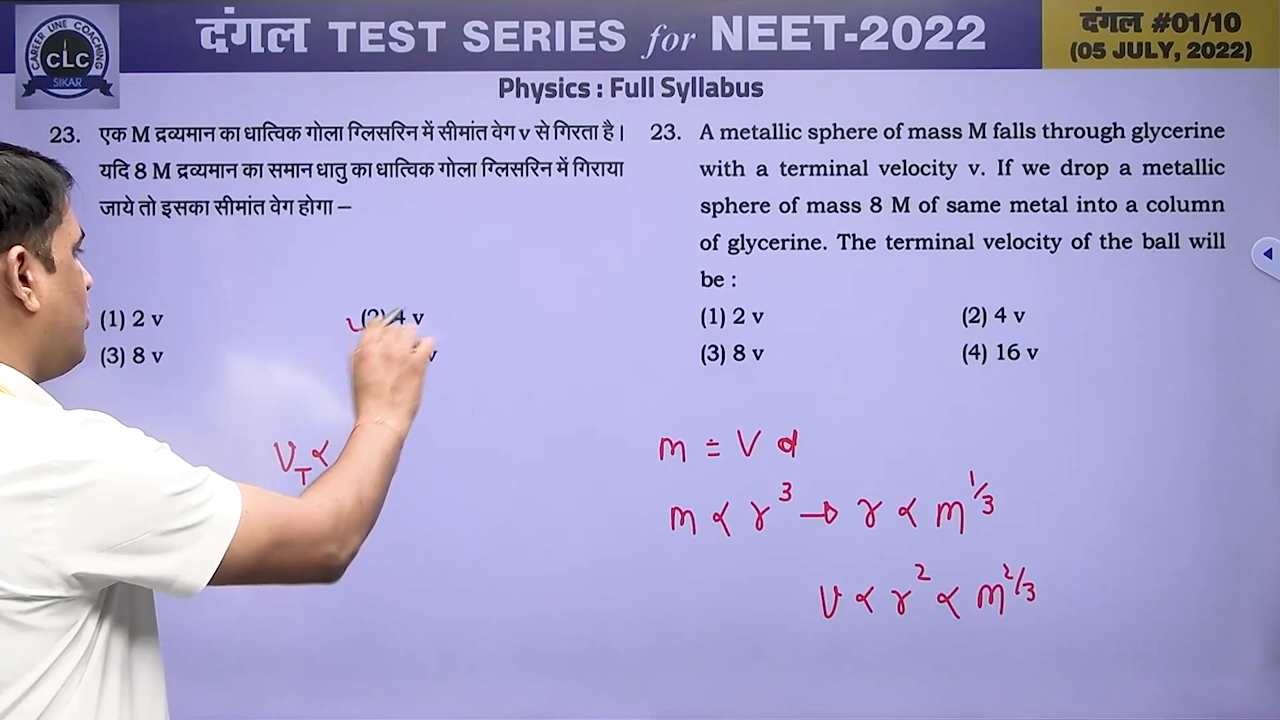 दंगल TEST SERIES for NEET-2022
दंगल #01/10
(05 JULY, 2022)
CAREER LINE COACHING
CLC
SIKAR
Physics : Full Syllabus
23. एक M द्रव्यमान का धात्विक गोला ग्लिसरिन में सीमांत वेग v से गिरता है।
यदि 8 M द्रव्यमान का समान धातु का धात्विक गोला ग्लिसरिन में गिराया
जाये तो इसका सीमांत वेग होगा –
(1) 2 v
(2) 4 v
(3) 8 v
v
23. A metallic sphere of mass M falls through glycerine
with a terminal velocity v. If we drop a metallic
sphere of mass 8 M of same metal into a column
of glycerine. The terminal velocity of the ball will
be :
(1) 2 v (2) 4 v
(3) 8 v (4) 16 v
V_T ∝
m = V d
m ∝ r³ → r ∝ m^1/3
v ∝ r² ∝ m^2/3